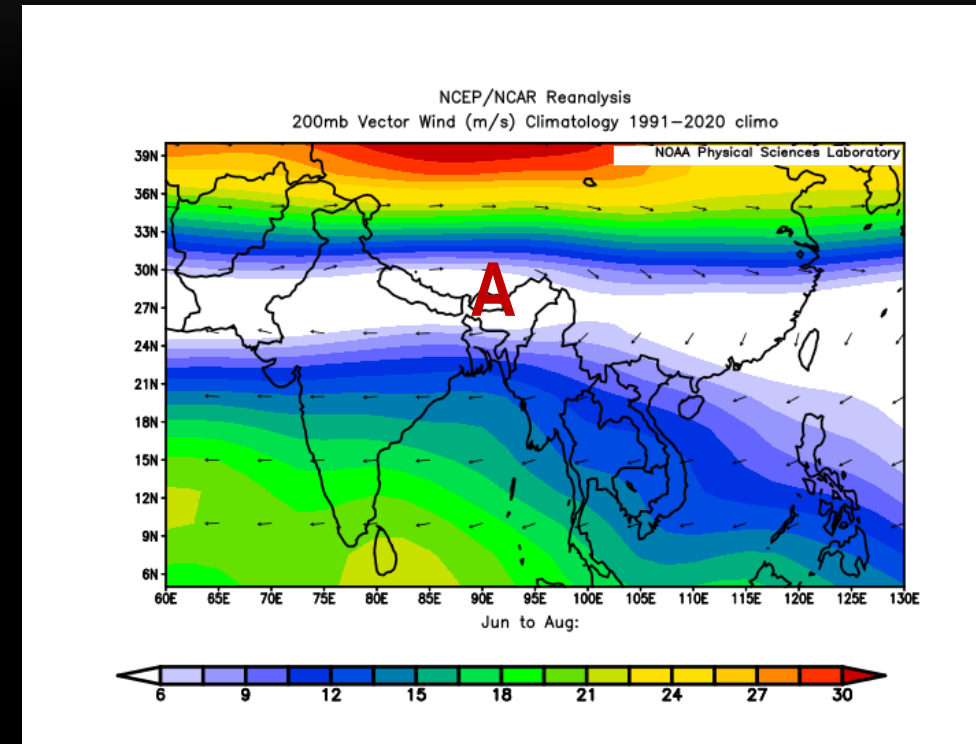 NCEP/NCAR Reanalysis
200mb Vector Wind (m/s) Climatology 1991−2020 climo
NOAA Physical Sciences Laboratory
39N
36N
33N
30N
27N
24N
21N
18N
15N
12N
9N
6N
A
60E 65E 70E 75E 80E 85E 90E 95E 100E 105E 110E 115E 120E 125E 130E
Jun to Aug:
6 9 12 15 18 21 24 27 30